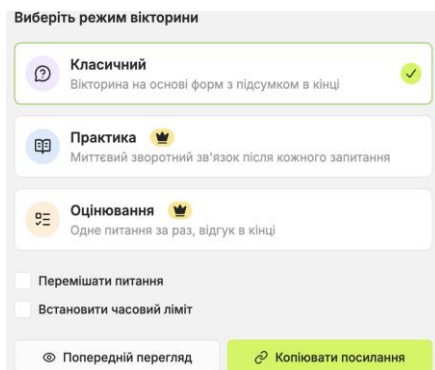 Виберіть режим вікторини
Класичний
Вікторина на основі форм з підсумком в кінці
Практика
Миттєвий зворотний зв'язок після кожного запитання
Оцінювання
Одне питання за раз, відгук в кінці
Перемішати питання
Встановити часовий ліміт
Попередній перегляд
Копіювати посилання